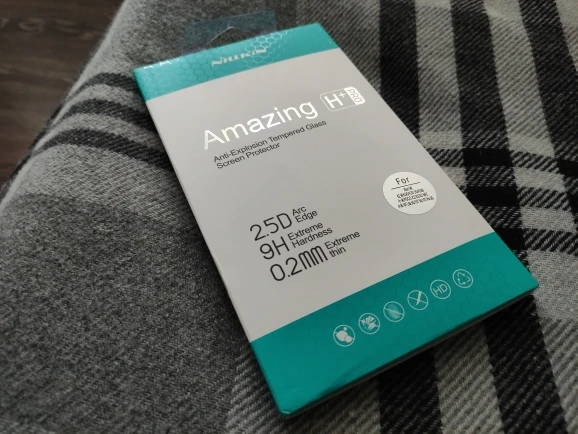 NILLKIN
Amazing H+ PRO
Anti-Explosion Tempered Glass
Screen Protector
For
2.5D Arc Edge
9H Extreme Hardness
0.2mm Extreme thin
HD